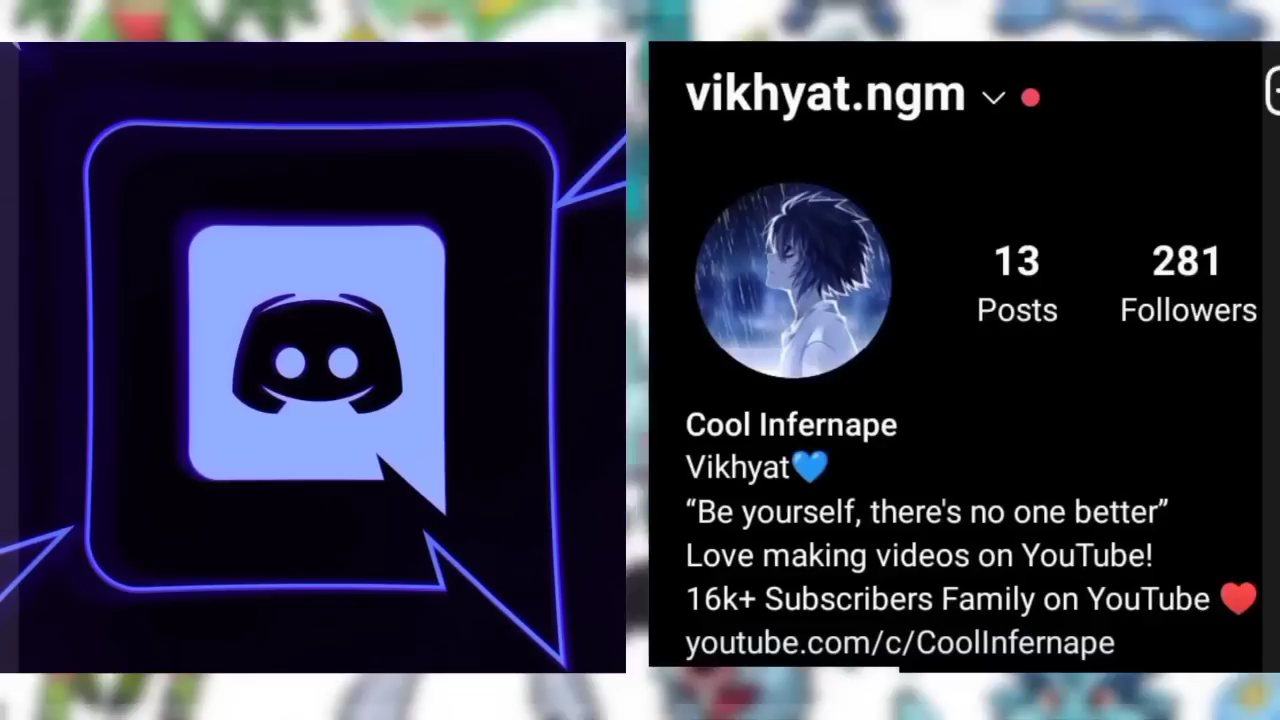 vikhyat.ngm
13 281
Posts Followers
Cool Infernape
Vikhyat💙
“Be yourself, there's no one better”
Love making videos on YouTube!
16k+ Subscribers Family on YouTube ❤️
youtube.com/c/CoolInfernape